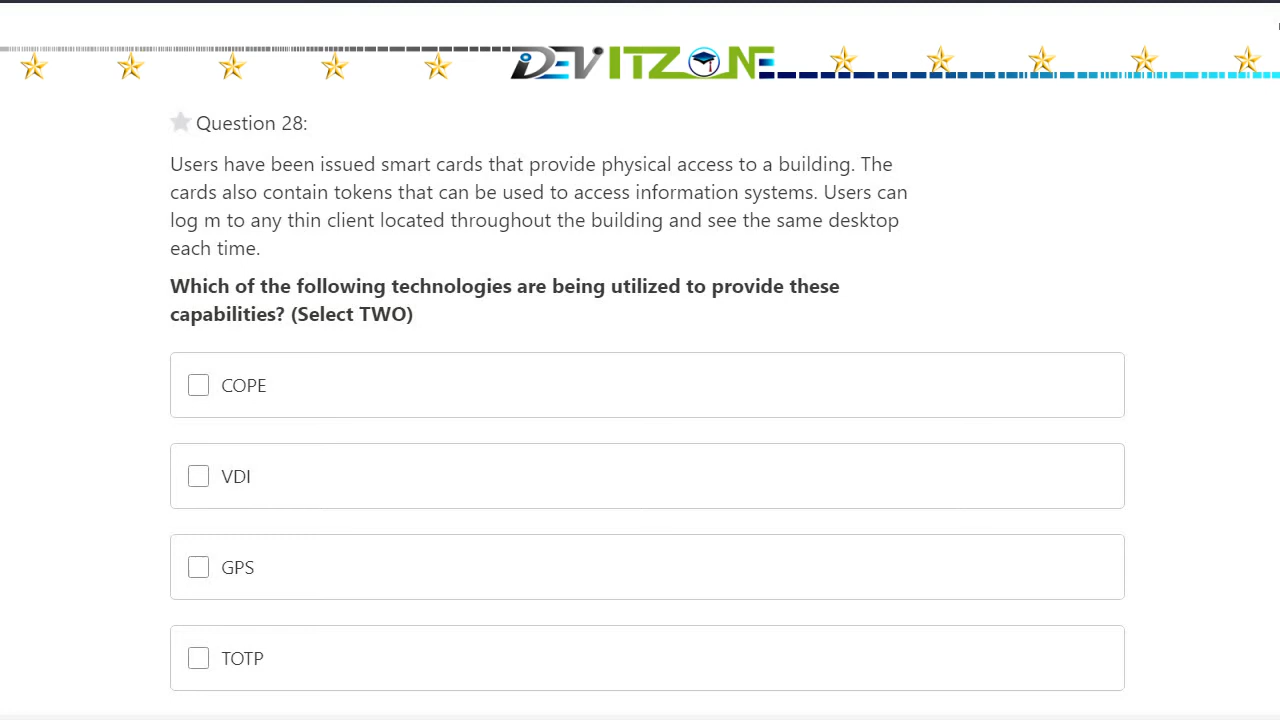 DEV ITZONE
Question 28:
Users have been issued smart cards that provide physical access to a building. The
cards also contain tokens that can be used to access information systems. Users can
log m to any thin client located throughout the building and see the same desktop
each time.
Which of the following technologies are being utilized to provide these
capabilities? (Select TWO)
COPE
VDI
GPS
TOTP